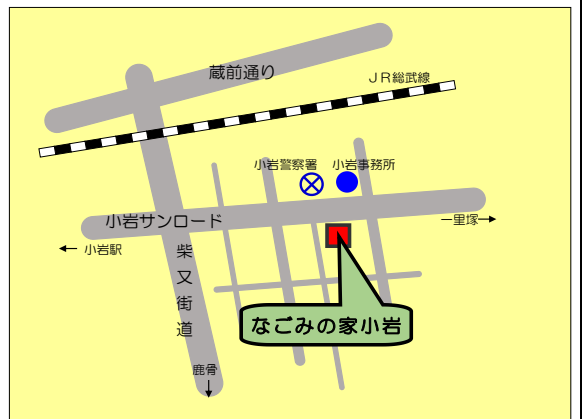 蔵前通り
ＪＲ総武線
小岩警察署
小岩事務所
小岩サンロード
一里塚→
← 小岩駅
柴又街道
なごみの家小岩
鹿骨
↓